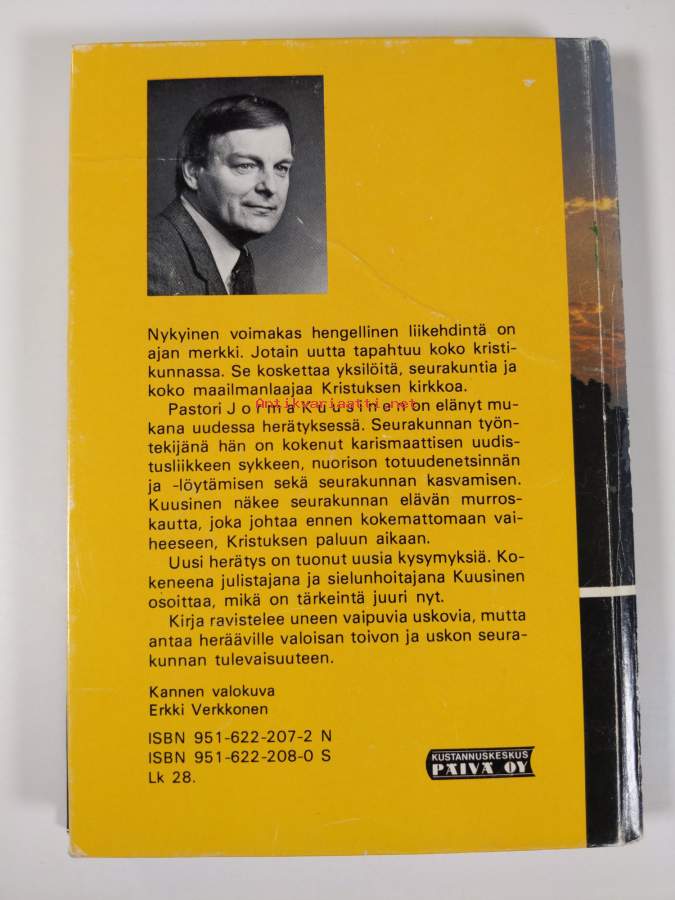 Nykyinen voimakas hengellinen liikehdintä on
ajan merkki. Jotain uutta tapahtuu koko kristi-
kunnassa. Se koskettaa yksilöitä, seurakuntia ja
koko maailmanlaajaa Kristuksen kirkkoa.
Antikvariaatti.net
Pastori Jorma Kuusinen on elänyt mu-
kana uudessa herätyksessä. Seurakunnan työn-
tekijänä hän on kokenut karismaattisen uudis-
tusliikkeen sykkeen, nuorison totuudenetsinnän
ja -löytämisen sekä seurakunnan kasvamisen.
Kuusinen näkee seurakunnan elävän murros-
kautta, joka johtaa ennen kokemattomaan vai-
heeseen, Kristuksen paluun aikaan.
Uusi herätys on tuonut uusia kysymyksiä. Ko-
keneena julistajana ja sielunhoitajana Kuusinen
osoittaa, mikä on tärkeintä juuri nyt.
Kirja ravistelee uneen vaipuvia uskovia, mutta
antaa herääville valoisan toivon ja uskon seura-
kunnan tulevaisuuteen.
Kannen valokuva
Erkki Verkkonen
ISBN 951-622-207-2 N
ISBN 951-622-208-0 S
Lk 28.
KUSTANNUSKESKUS
PÄIVÄ OY